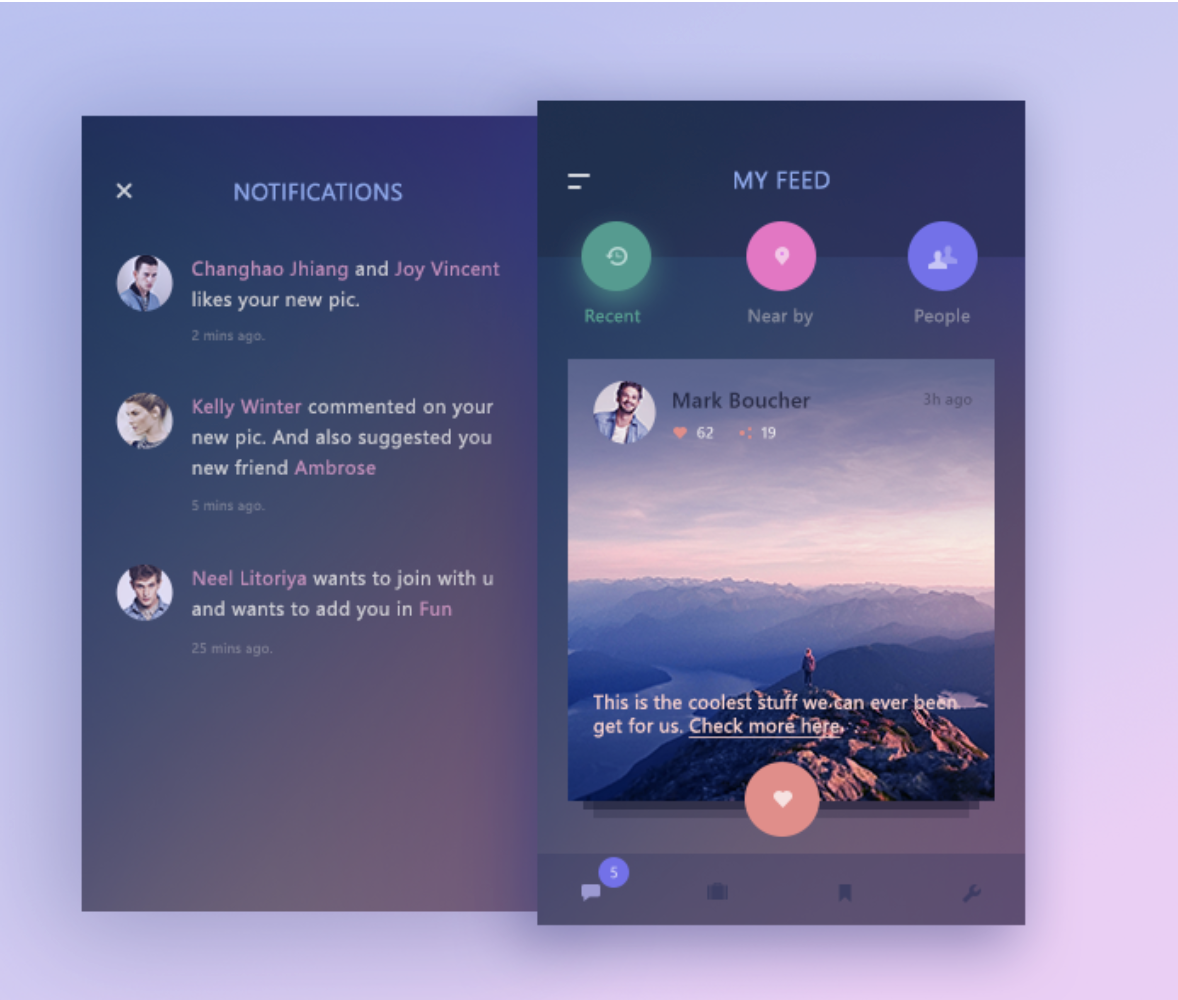 NOTIFICATIONS
Changhao Jhiang and Joy Vincent
likes your new pic.
2 mins ago.
Kelly Winter commented on your
new pic. And also suggested you
new friend Ambrose
5 mins ago.
Neel Litoriya wants to join with u
and wants to add you in Fun
25 mins ago.
MY FEED
Recent
Near by
People
Mark Boucher
3h ago
62
19
This is the coolest stuff we can ever been
get for us. Check more here.
5